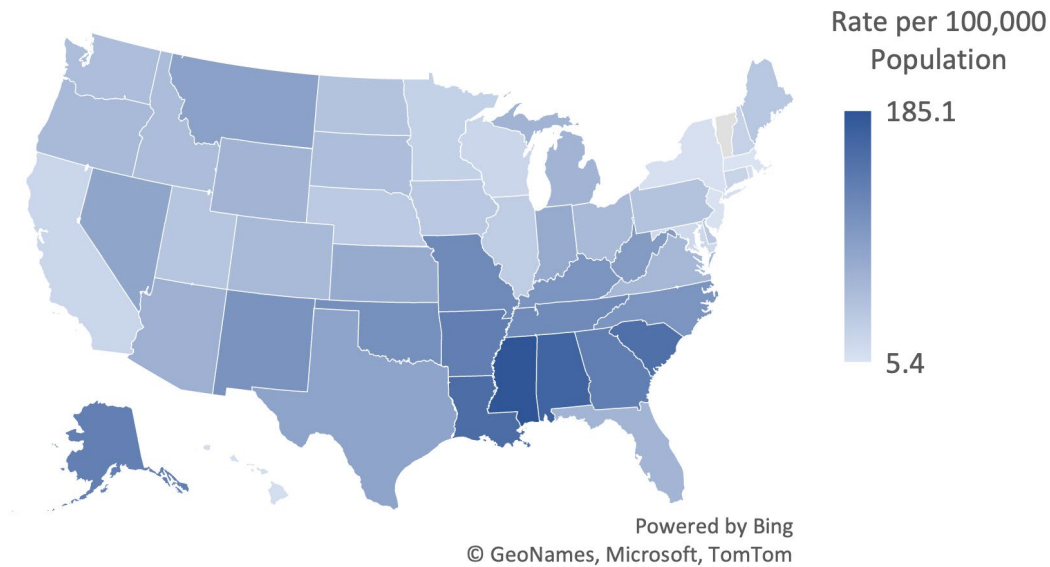 Rate per 100,000
Population
185.1
5.4
Powered by Bing
© GeoNames, Microsoft, TomTom